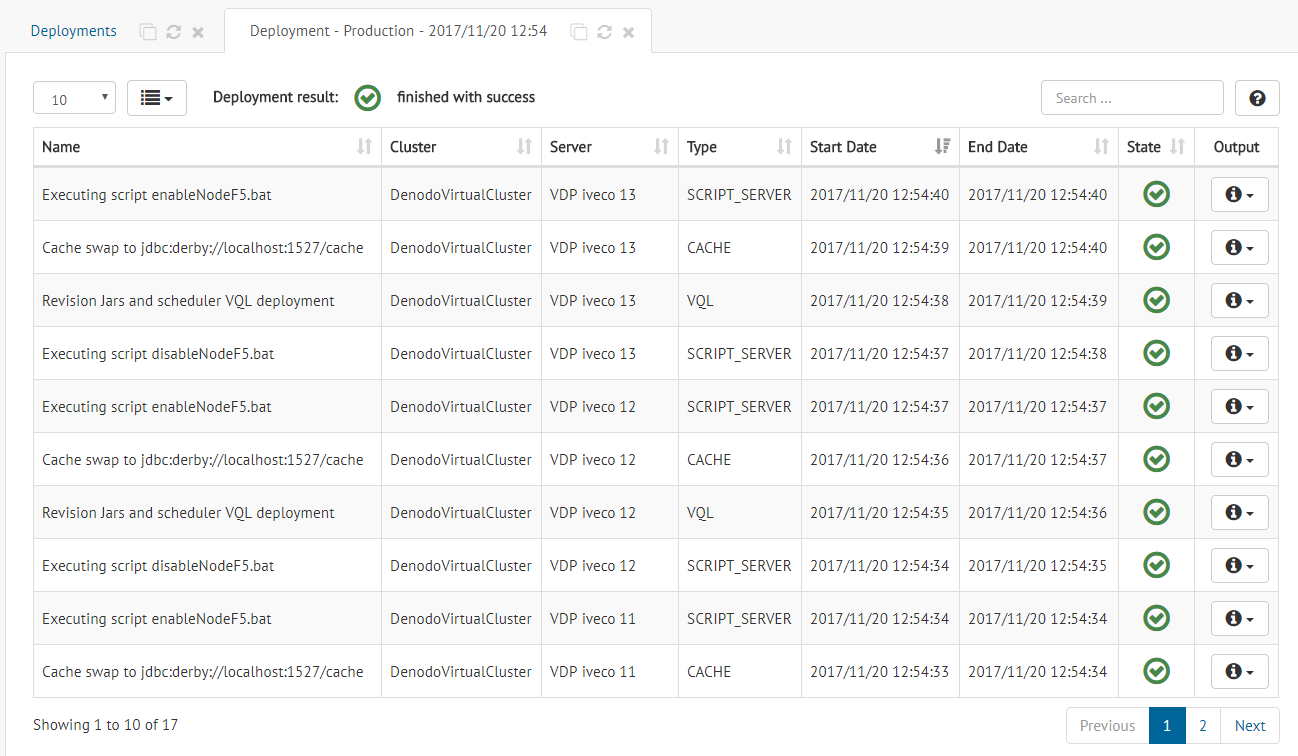 Deployments Deployment - Production - 2017/11/20 12:54
10 Deployment result: finished with success Search ...
Name Cluster Server Type Start Date End Date State Output
Executing script enableNodeF5.bat DenodoVirtualCluster VDP iveco 13 SCRIPT_SERVER 2017/11/20 12:54:40 2017/11/20 12:54:40
Cache swap to jdbc:derby://localhost:1527/cache DenodoVirtualCluster VDP iveco 13 CACHE 2017/11/20 12:54:39 2017/11/20 12:54:40
Revision Jars and scheduler VQL deployment DenodoVirtualCluster VDP iveco 13 VQL 2017/11/20 12:54:38 2017/11/20 12:54:39
Executing script disableNodeF5.bat DenodoVirtualCluster VDP iveco 13 SCRIPT_SERVER 2017/11/20 12:54:37 2017/11/20 12:54:38
Executing script enableNodeF5.bat DenodoVirtualCluster VDP iveco 12 SCRIPT_SERVER 2017/11/20 12:54:37 2017/11/20 12:54:37
Cache swap to jdbc:derby://localhost:1527/cache DenodoVirtualCluster VDP iveco 12 CACHE 2017/11/20 12:54:36 2017/11/20 12:54:37
Revision Jars and scheduler VQL deployment DenodoVirtualCluster VDP iveco 12 VQL 2017/11/20 12:54:35 2017/11/20 12:54:36
Executing script disableNodeF5.bat DenodoVirtualCluster VDP iveco 12 SCRIPT_SERVER 2017/11/20 12:54:34 2017/11/20 12:54:35
Executing script enableNodeF5.bat DenodoVirtualCluster VDP iveco 11 SCRIPT_SERVER 2017/11/20 12:54:34 2017/11/20 12:54:34
Cache swap to jdbc:derby://localhost:1527/cache DenodoVirtualCluster VDP iveco 11 CACHE 2017/11/20 12:54:33 2017/11/20 12:54:34
Showing 1 to 10 of 17 Previous 1 2 Next